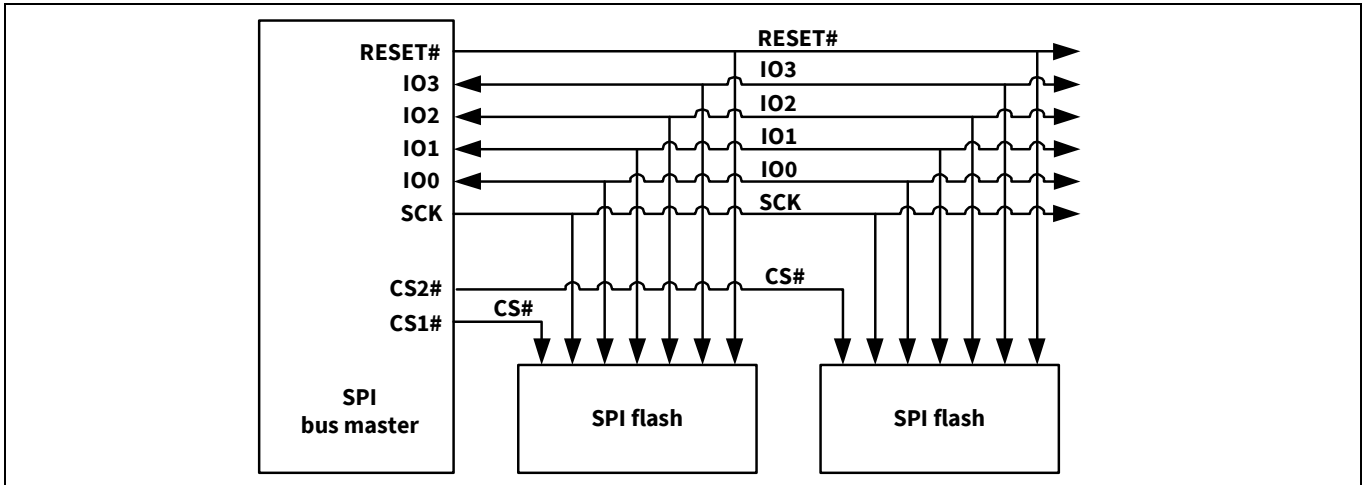 RESET#
RESET#
IO3
IO3
IO2
IO2
IO1
IO1
IO0
IO0
SCK
SCK
CS2#
CS#
CS1#
CS#
SPI
bus master
SPI flash
SPI flash